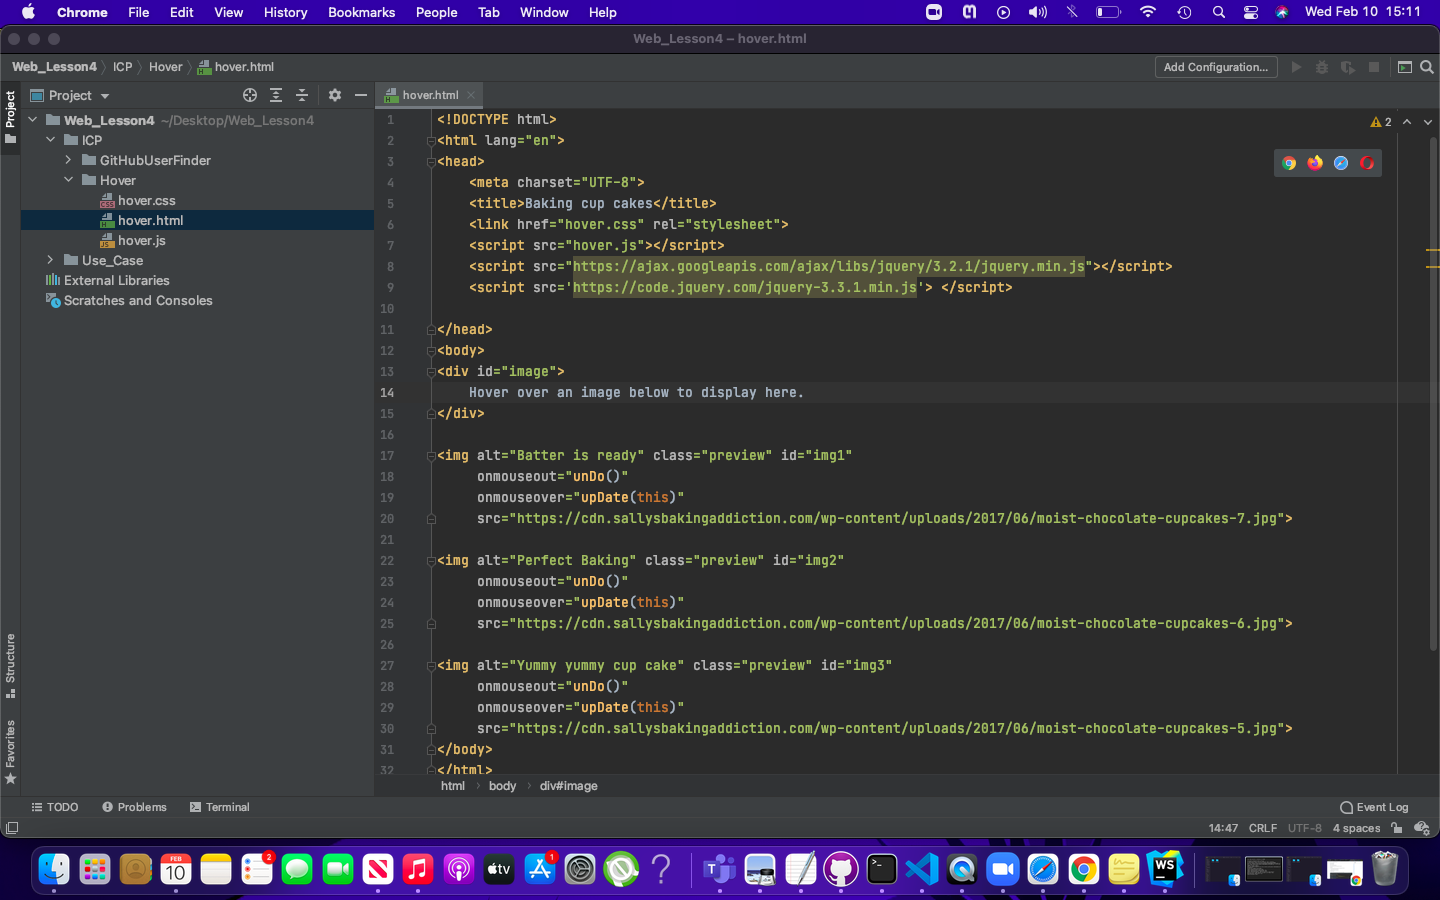 Chrome File Edit View History Bookmarks People Tab Window Help Wed Feb 10 15:11
Web_Lesson4 – hover.html
Web_Lesson4 ICP Hover hover.html Add Configuration...
Project
Project
hover.html
Web_Lesson4 ~/Desktop/Web_Lesson4
ICP
GitHubUserFinder
Hover
hover.css
hover.html
hover.js
Use_Case
External Libraries
Scratches and Consoles
Structure
Favorites
2
1 <!DOCTYPE html>
2 <html lang="en">
3 <head>
4 <meta charset="UTF-8">
5 <title>Baking cup cakes</title>
6 <link href="hover.css" rel="stylesheet">
7 <script src="hover.js"></script>
8 <script src="https://ajax.googleapis.com/ajax/libs/jquery/3.2.1/jquery.min.js"></script>
9 <script src='https://code.jquery.com/jquery-3.3.1.min.js'> </script>
10
11 </head>
12 <body>
13 <div id="image">
14 Hover over an image below to display here.
15 </div>
16
17 <img alt="Batter is ready" class="preview" id="img1"
18 onmouseout="unDo()"
19 onmouseover="upDate(this)"
20 src="https://cdn.sallysbakingaddiction.com/wp-content/uploads/2017/06/moist-chocolate-cupcakes-7.jpg">
21
22 <img alt="Perfect Baking" class="preview" id="img2"
23 onmouseout="unDo()"
24 onmouseover="upDate(this)"
25 src="https://cdn.sallysbakingaddiction.com/wp-content/uploads/2017/06/moist-chocolate-cupcakes-6.jpg">
26
27 <img alt="Yummy yummy cup cake" class="preview" id="img3"
28 onmouseout="unDo()"
29 onmouseover="upDate(this)"
30 src="https://cdn.sallysbakingaddiction.com/wp-content/uploads/2017/06/moist-chocolate-cupcakes-5.jpg">
31 </body>
32 </html>
html body div#image
TODO Problems Terminal Event Log
14:47 CRLF UTF-8 4 spaces
FEB
10
2
tv
1
WS